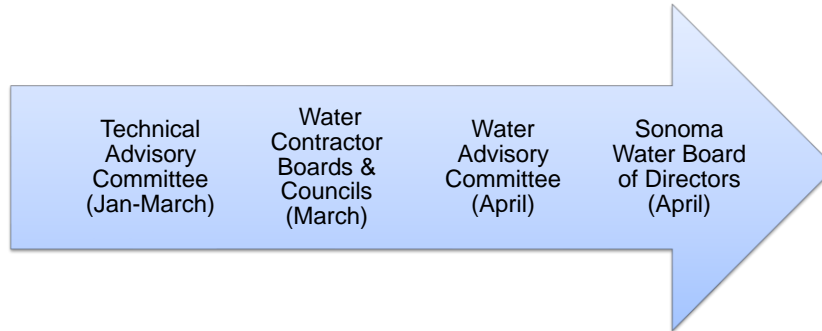 Technical
Advisory
Committee
(Jan-March)
Water
Contractor
Boards &
Councils
(March)
Water
Advisory
Committee
(April)
Sonoma
Water Board
of Directors
(April)